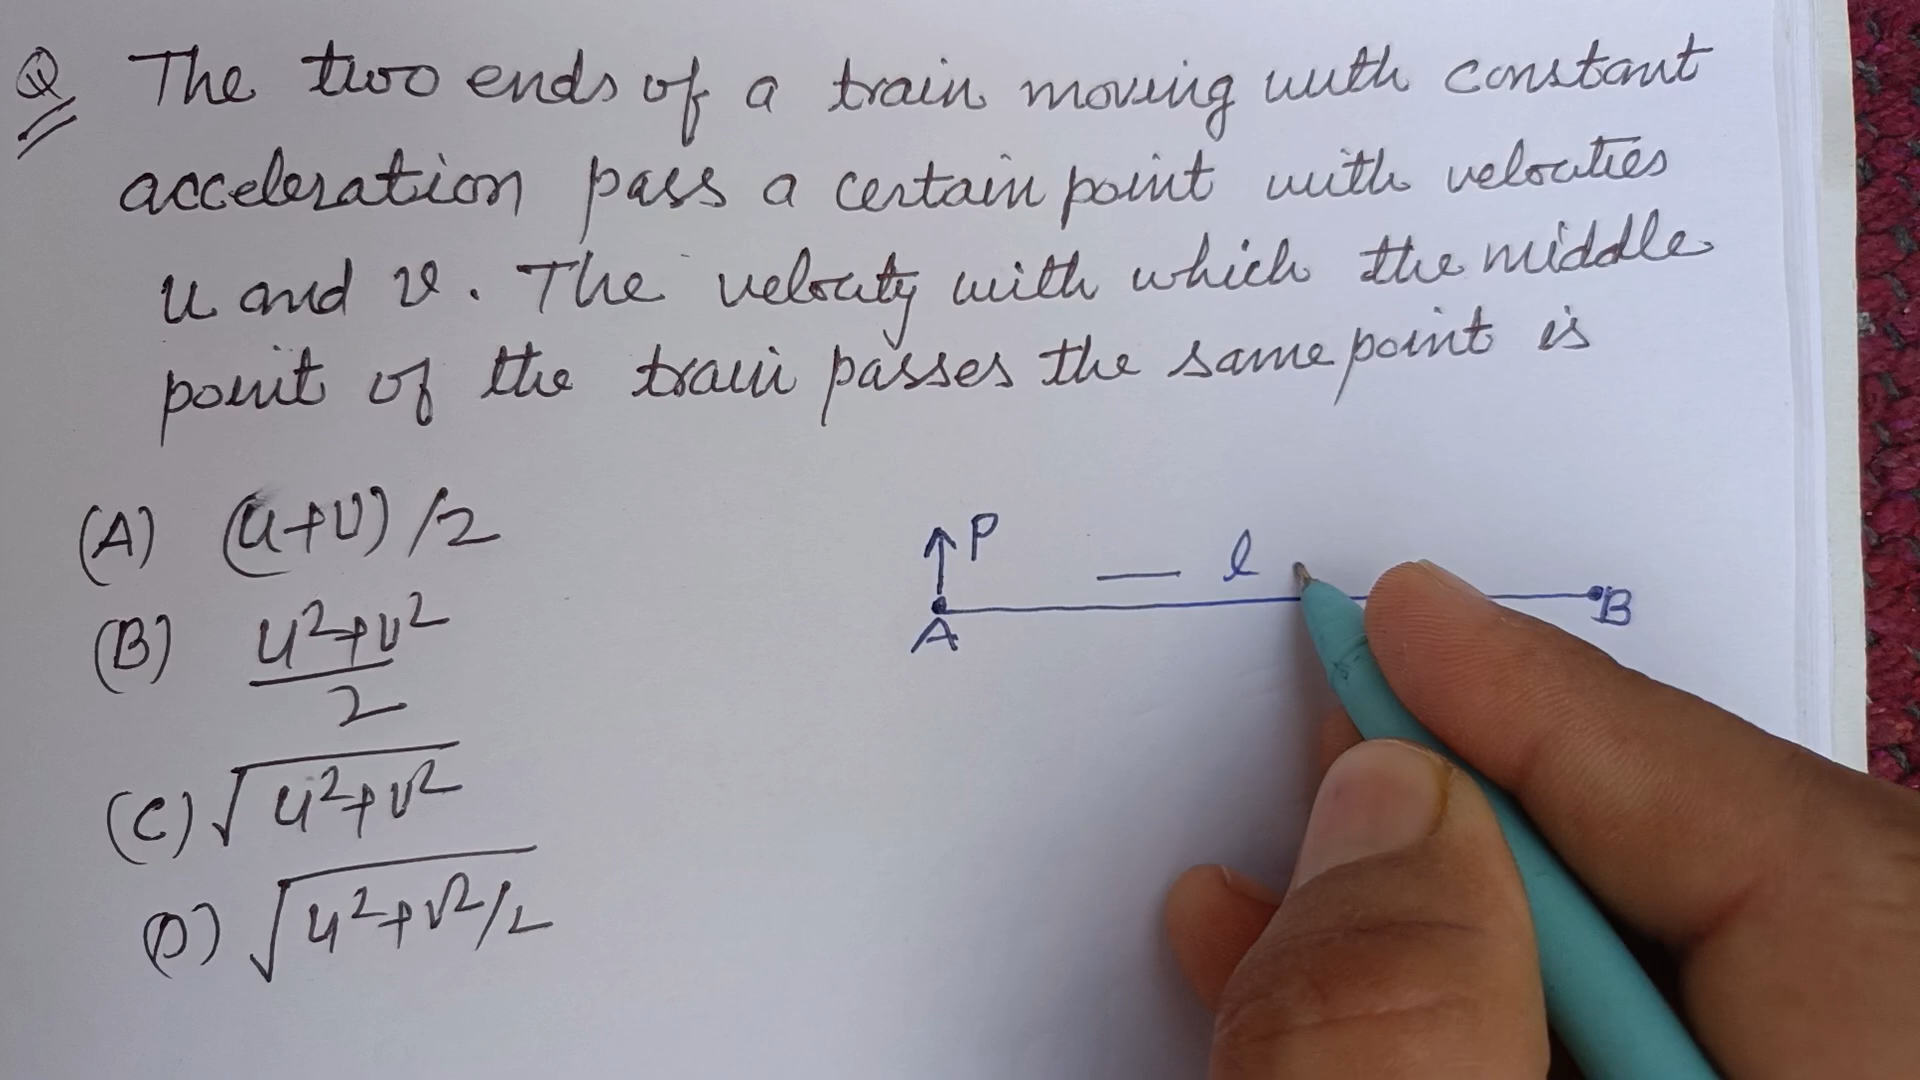 Q The two ends of a train moving with constant
acceleration pass a certain point with velocities
u and v. The velocity with which the middle
point of the train passes the same point is
(A) (u+v)/2
(B) u²+v²
2
(C) √u²+v²
(D) √u²+v²/2
P
l
A
B